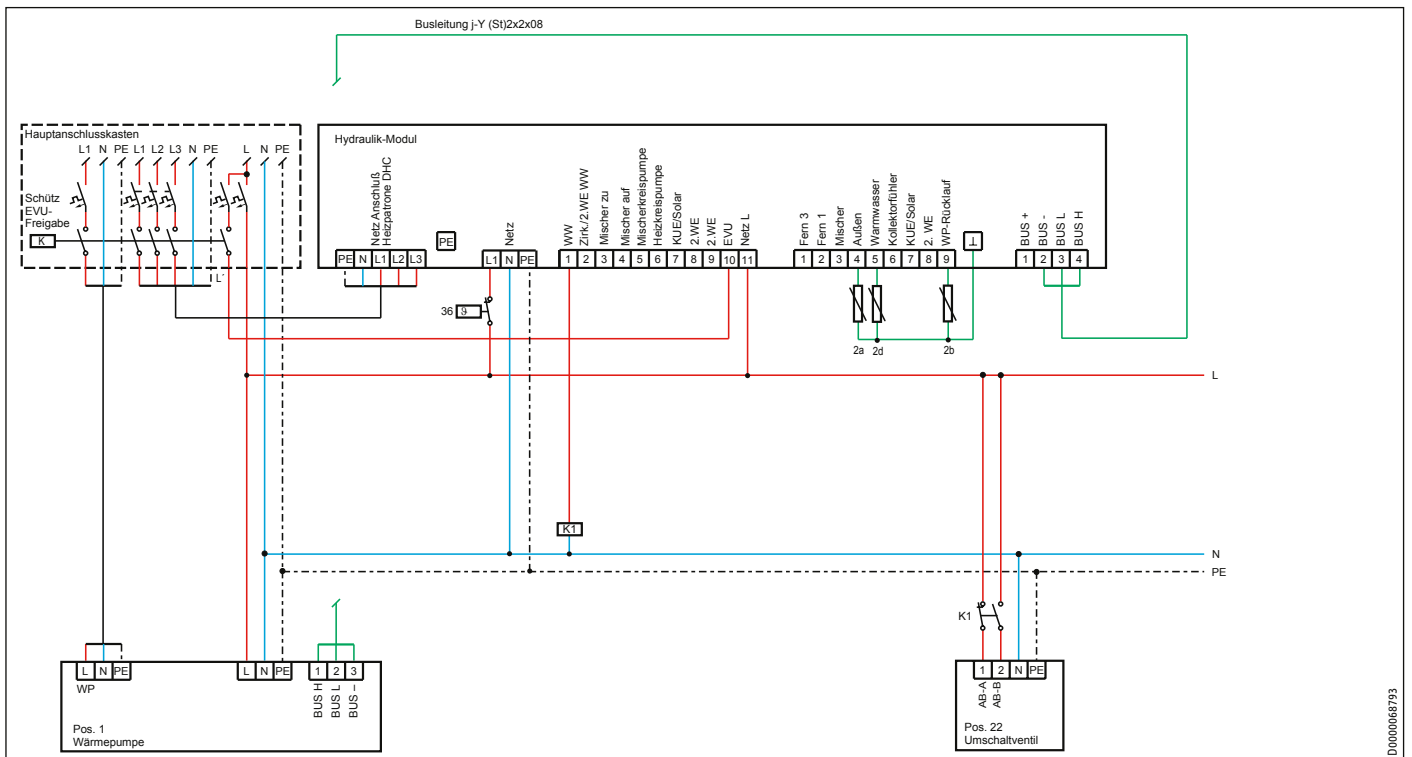 Busleitung j-Y (St)2x2x08
Hauptanschlusskasten
L1 N PE L1 L2 L3 N PE L N PE
Schütz
EVU-
Freigabe
K
L'
Hydraulik-Modul
Netz Anschluß
Heizpatrone DHC
PE
PE N L1 L2 L3
Netz
L1 N PE
WW
Zirk./2.WE WW
Mischer zu
Mischer auf
Mischerkreispumpe
Heizkreispumpe
KUE/Solar
2.WE
2.WE
EVU
Netz L
1 2 3 4 5 6 7 8 9 10 11
Fern 3
Fern 1
Mischer
Außen
Warmwasser
Kollektorfühler
KUE/Solar
2. WE
WP-Rücklauf
⊥
1 2 3 4 5 6 7 8 9
BUS +
BUS -
BUS L
BUS H
1 2 3 4
36 ϑ
2a 2d 2b
L
K1
N
PE
K1
L N PE
WP
L N PE
1 2 3
BUS H
BUS L
BUS –
Pos. 1
Wärmepumpe
1 2 N PE
AB-A
AB-B
Pos. 22
Umschaltventil
D0000068793